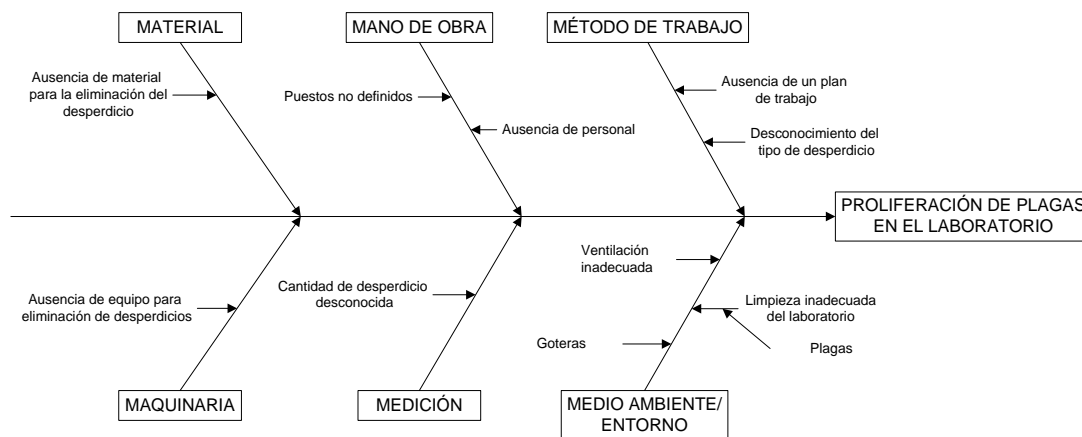 MATERIAL
MANO DE OBRA
MÉTODO DE TRABAJO
Ausencia de material
para la eliminación del
desperdicio
Puestos no definidos
Ausencia de personal
Ausencia de un plan
de trabajo
Desconocimiento del
tipo de desperdicio
PROLIFERACIÓN DE PLAGAS
EN EL LABORATORIO
Ausencia de equipo para
eliminación de desperdicios
Cantidad de desperdicio
desconocida
Ventilación
inadecuada
Limpieza inadecuada
del laboratorio
Goteras
Plagas
MAQUINARIA
MEDICIÓN
MEDIO AMBIENTE/
ENTORNO